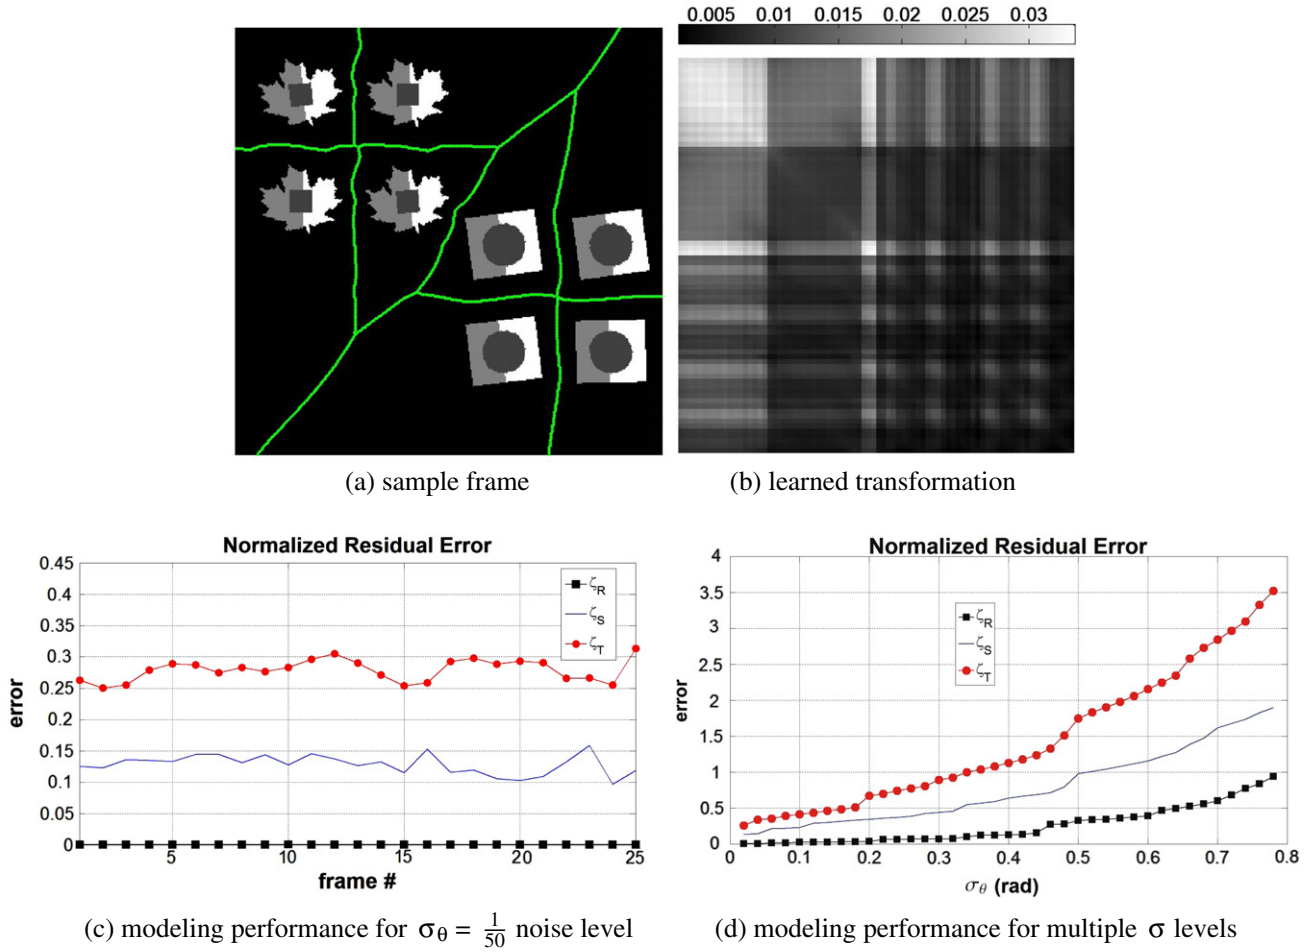 0.005 0.01 0.02 0.025 0.03
(a) sample frame
(b) learned transformation
Normalized Residual Error
0.45
0.4
0.35
0.3
0.25
0.2
0.15
0.1
0.05
0
error
ζR
ζS
ζT
5 10 15 20 25
frame #
(c) modeling performance for σθ = 1/50 noise level
Normalized Residual Error
4
3.5
3
2.5
2
1.5
1
0.5
0
error
ζR
ζS
ζT
0 0.1 0.2 0.3 0.4 0.5 0.6 0.7 0.8
σθ (rad)
(d) modeling performance for multiple σ levels